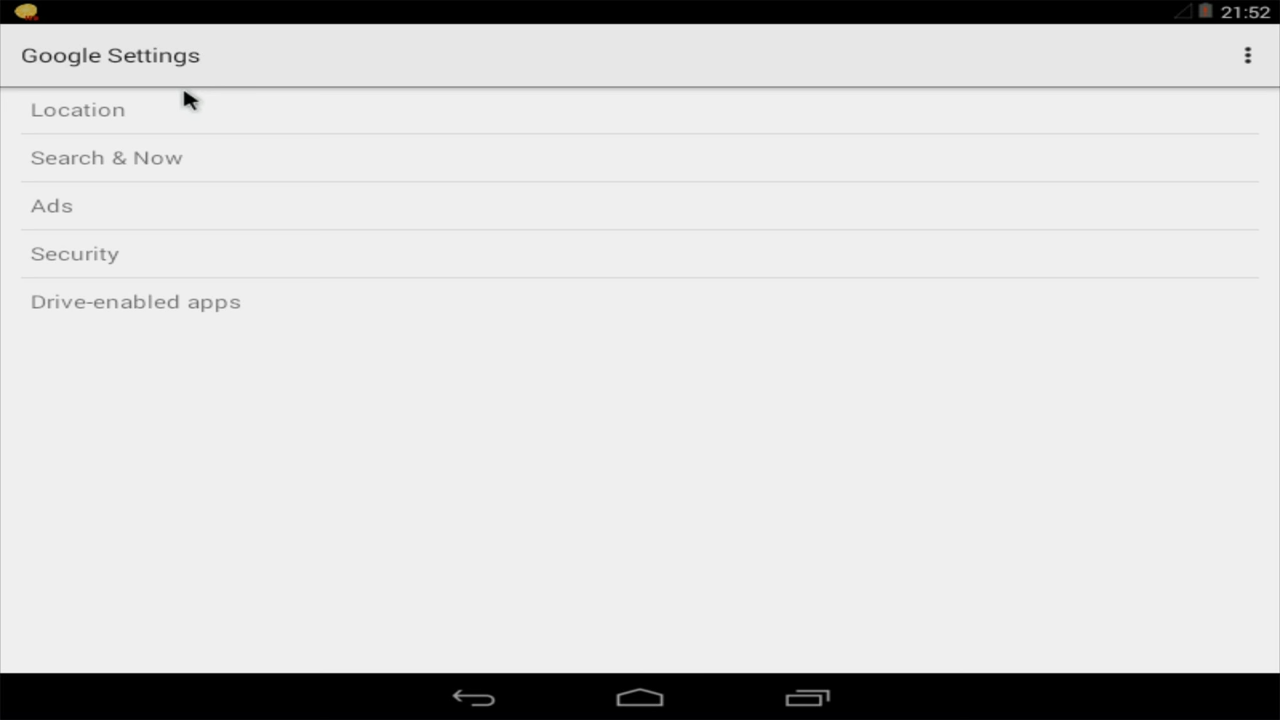 21:52
Google Settings
Location
Search & Now
Ads
Security
Drive-enabled apps